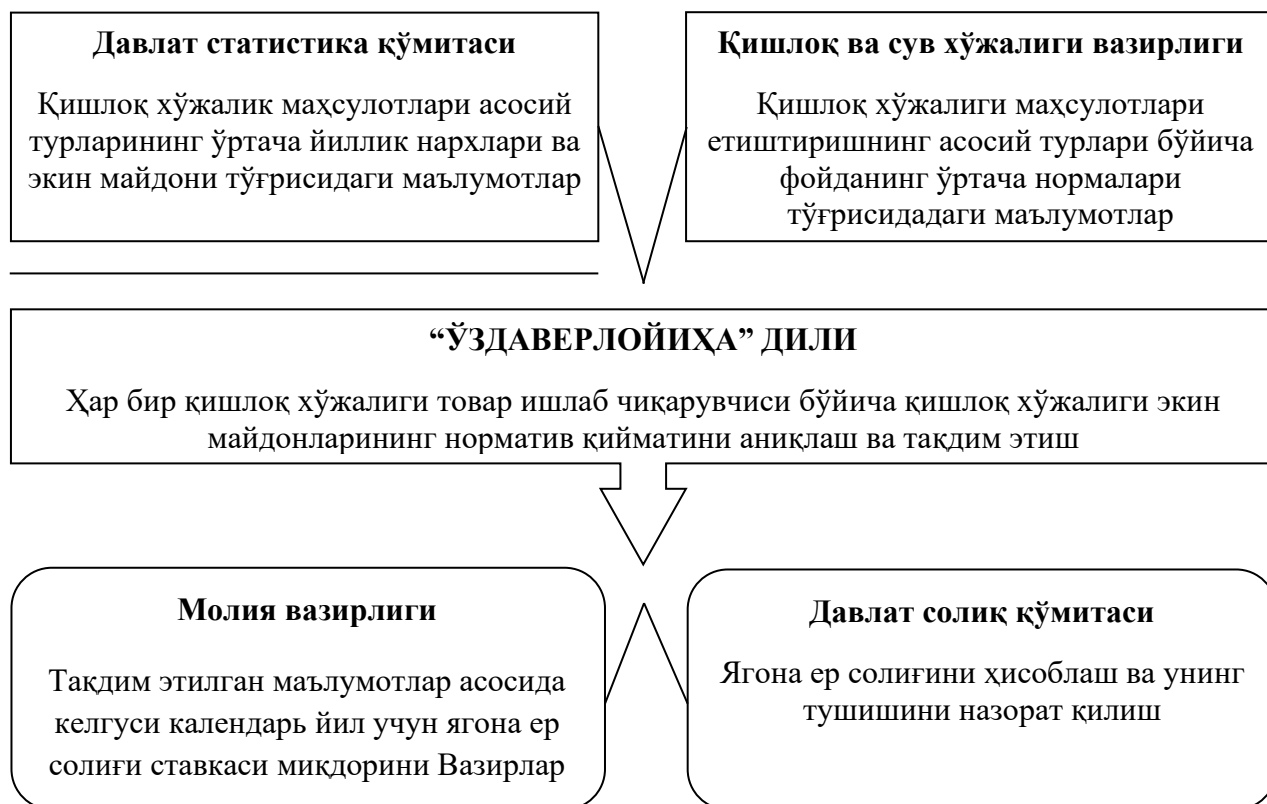 Давлат статистика қўмитаси
Қишлоқ хўжалик маҳсулотлари асосий
турларининг ўртача йиллик нархлари ва
экин майдони тўғрисидаги маълумотлар
Қишлоқ ва сув хўжалиги вазирлиги
Қишлоқ хўжалиги маҳсулотлари
етиштиришнинг асосий турлари бўйича
фойданинг ўртача нормалари
тўғрисидадаги маълумотлар
“ЎЗДАВЕРЛОЙИҲА” ДИЛИ
Ҳар бир қишлоқ хўжалиги товар ишлаб чиқарувчиси бўйича қишлоқ хўжалиги экин
майдонларининг норматив қийматини аниқлаш ва тақдим этиш
Молия вазирлиги
Тақдим этилган маълумотлар асосида
келгуси календарь йил учун ягона ер
солиғи ставкаси миқдорини Вазирлар
Давлат солиқ қўмитаси
Ягона ер солиғини ҳисоблаш ва унинг
тушишини назорат қилиш